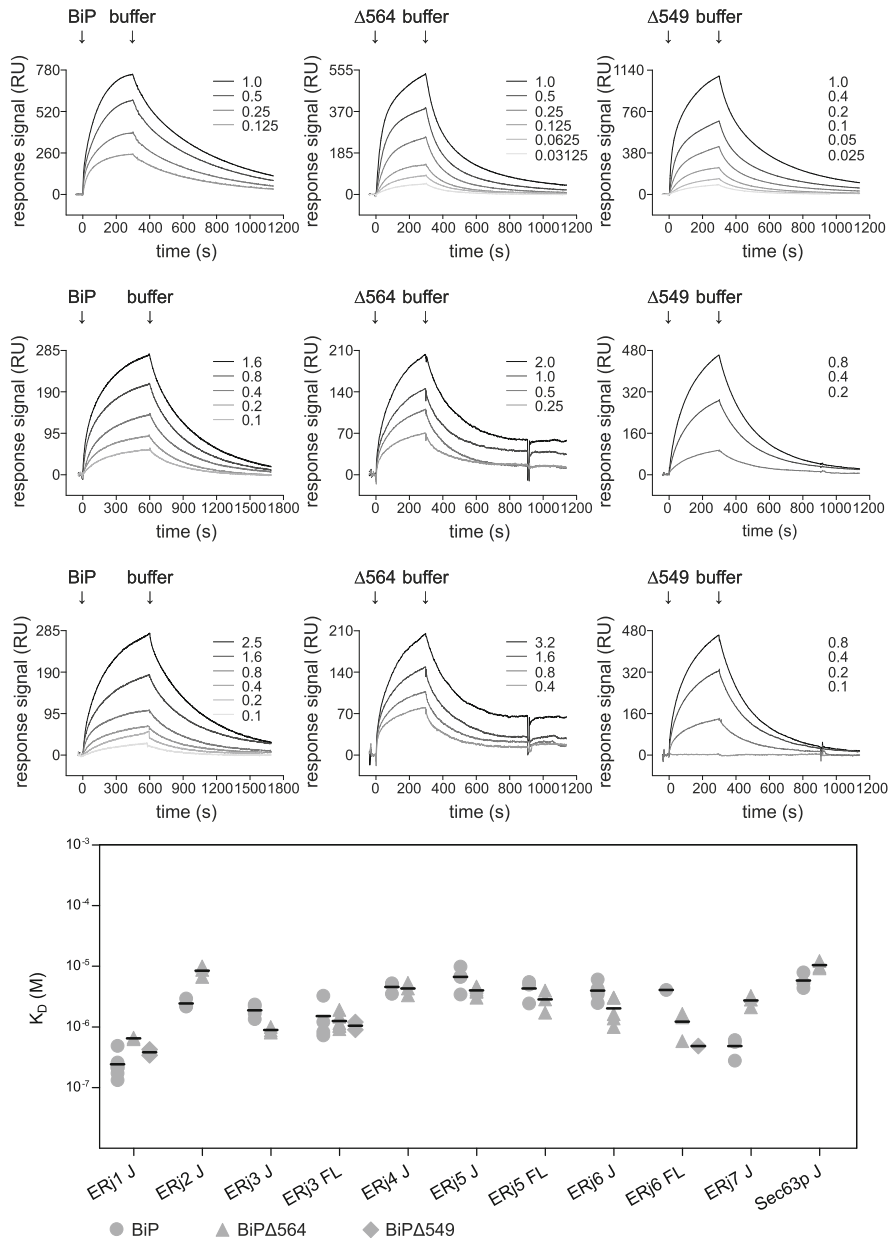 BiP buffer
Δ564 buffer
Δ549 buffer
↓ ↓
↓ ↓
↓ ↓
response signal (RU)
780
520
260
0
1.0
0.5
0.25
0.125
0 200 400 600 800 1000 1200
time (s)
response signal (RU)
555
370
185
0
1.0
0.5
0.25
0.125
0.0625
0.03125
0 200 400 600 800 1000 1200
time (s)
response signal (RU)
1140
760
380
0
1.0
0.4
0.2
0.1
0.05
0.025
0 200 400 600 800 1000 1200
time (s)
BiP buffer
Δ564 buffer
Δ549 buffer
↓ ↓
↓ ↓
↓ ↓
response signal (RU)
285
190
95
0
1.6
0.8
0.4
0.2
0.1
0 300 600 900 1200 1500 1800
time (s)
response signal (RU)
210
140
70
0
2.0
1.0
0.5
0.25
0 200 400 600 800 1000 1200
time (s)
response signal (RU)
480
320
160
0
0.8
0.4
0.2
0 200 400 600 800 1000 1200
time (s)
BiP buffer
Δ564 buffer
Δ549 buffer
↓ ↓
↓ ↓
↓ ↓
response signal (RU)
285
190
95
0
2.5
1.6
0.8
0.4
0.2
0.1
0 300 600 900 1200 1500 1800
time (s)
response signal (RU)
210
140
70
0
3.2
1.6
0.8
0.4
0 200 400 600 800 1000 1200
time (s)
response signal (RU)
480
320
160
0
0.8
0.4
0.2
0.1
0 200 400 600 800 1000 1200
time (s)
K_D (M)
10⁻³
10⁻⁴
10⁻⁵
10⁻⁶
10⁻⁷
ERj1 J
ERj2 J
ERj3 J
ERj3 FL
ERj4 J
ERj5 J
ERj5 FL
ERj6 J
ERj6 FL
ERj7 J
Sec63p J
BiP
BiPΔ564
BiPΔ549